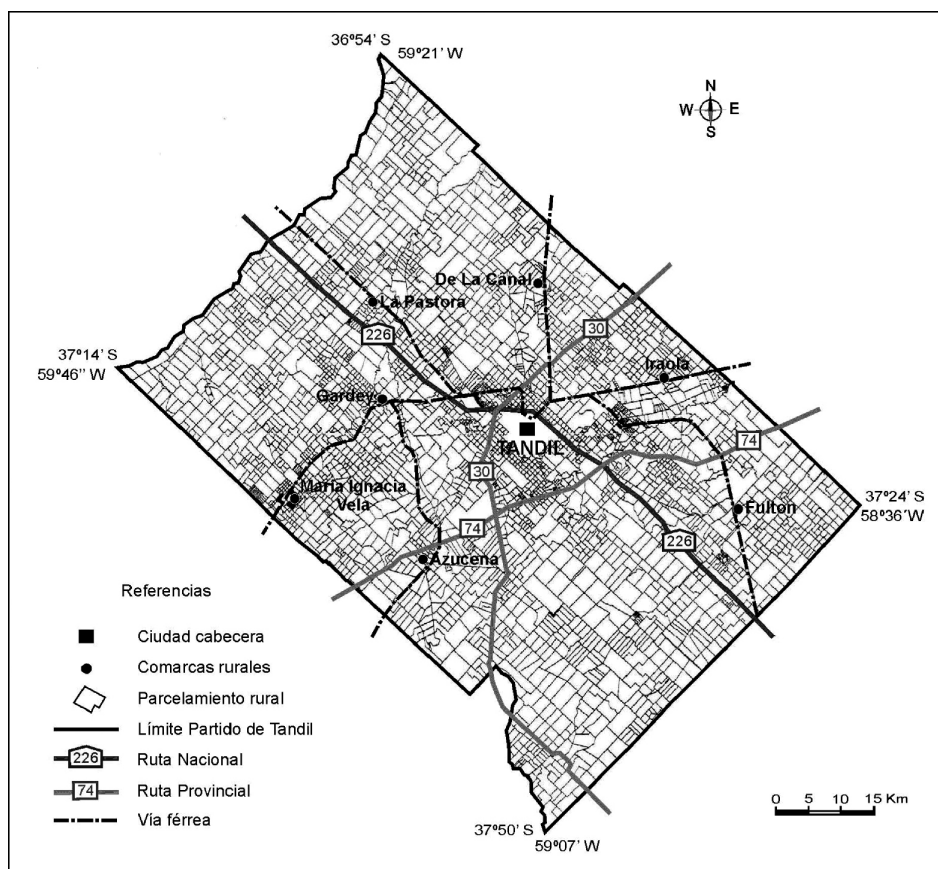 36º54' S
59º21' W
N
W E
S
De La Canal
La Pastora
30
226
37º14' S
59º46'' W
Iraola
Gardey
TANDIL
74
30
María Ignacia
Vela
37º24' S
58º36´W
Fulton
74
226
Azucena
Referencias
Ciudad cabecera
Comarcas rurales
Parcelamiento rural
Límite Partido de Tandil
226 Ruta Nacional
74 Ruta Provincial
Vía férrea
0 5 10 15 Km
37º50' S
59º07' W